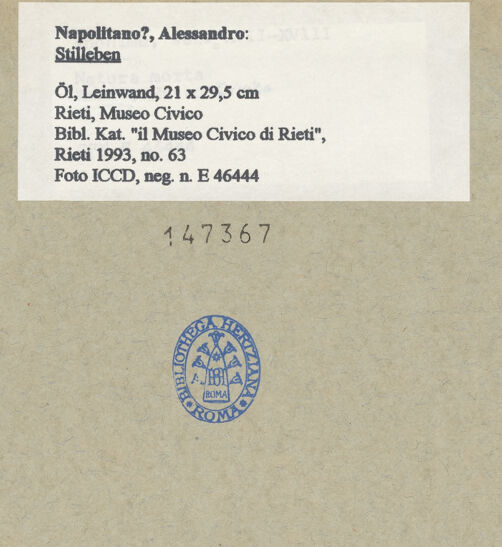 Napolitano?, Alessandro:
Stilleben
Öl, Leinwand, 21 x 29,5 cm
Rieti, Museo Civico
Bibl. Kat. "il Museo Civico di Rieti",
Rieti 1993, no. 63
Foto ICCD, neg. n. E 46444
147367
BIBLIOTHECA HERTZIANA
ROMA
ROMA